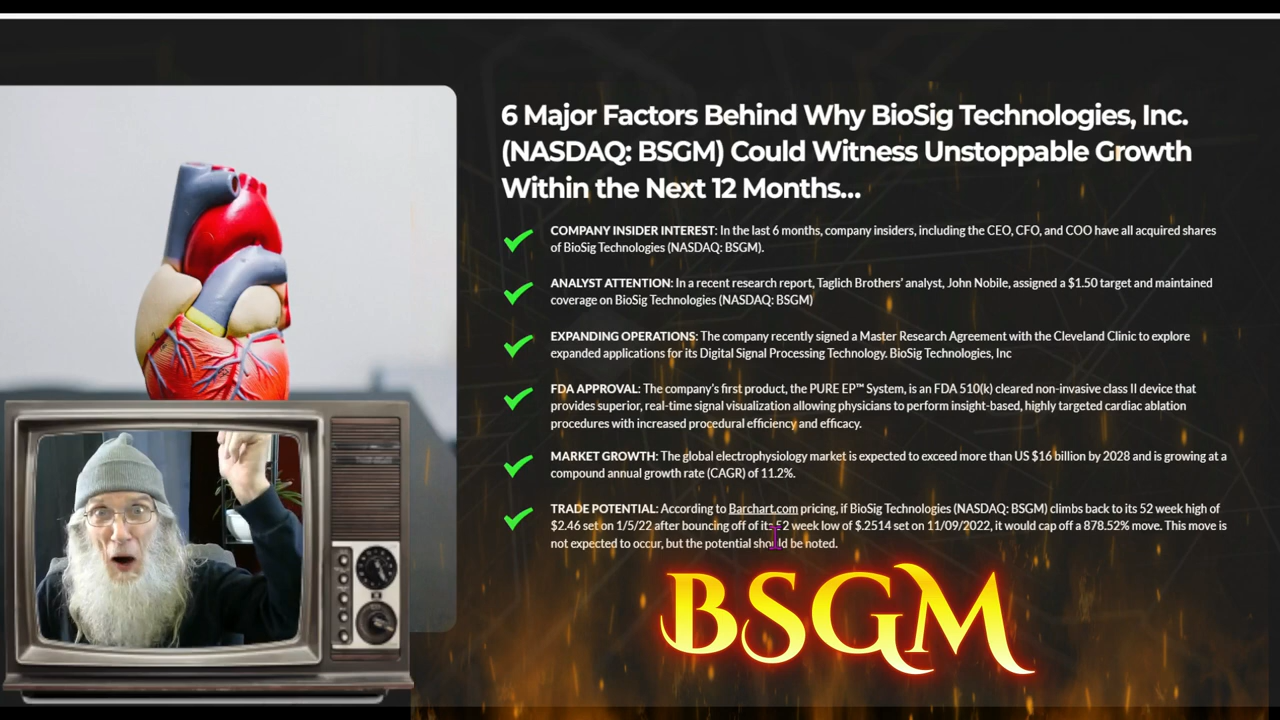 6 Major Factors Behind Why BioSig Technologies, Inc.
(NASDAQ: BSGM) Could Witness Unstoppable Growth
Within the Next 12 Months...
COMPANY INSIDER INTEREST: In the last 6 months, company insiders, including the CEO, CFO, and COO have all acquired shares
of BioSig Technologies (NASDAQ: BSGM).
ANALYST ATTENTION: In a recent research report, Taglich Brothers' analyst, John Nobile, assigned a $1.50 target and maintained
coverage on BioSig Technologies (NASDAQ: BSGM)
EXPANDING OPERATIONS: The company recently signed a Master Research Agreement with the Cleveland Clinic to explore
expanded applications for its Digital Signal Processing Technology. BioSig Technologies, Inc
FDA APPROVAL: The company's first product, the PURE EP™ System, is an FDA 510(k) cleared non-invasive class II device that
provides superior, real-time signal visualization allowing physicians to perform insight-based, highly targeted cardiac ablation
procedures with increased procedural efficiency and efficacy.
MARKET GROWTH: The global electrophysiology market is expected to exceed more than US $16 billion by 2028 and is growing at a
compound annual growth rate (CAGR) of 11.2%.
TRADE POTENTIAL: According to Barchart.com pricing, if BioSig Technologies (NASDAQ: BSGM) climbs back to its 52 week high of
$2.46 set on 1/5/22 after bouncing off of its 52 week low of $.2514 set on 11/09/2022, it would cap off a 878.52% move. This move is
not expected to occur, but the potential should be noted.
BSGM